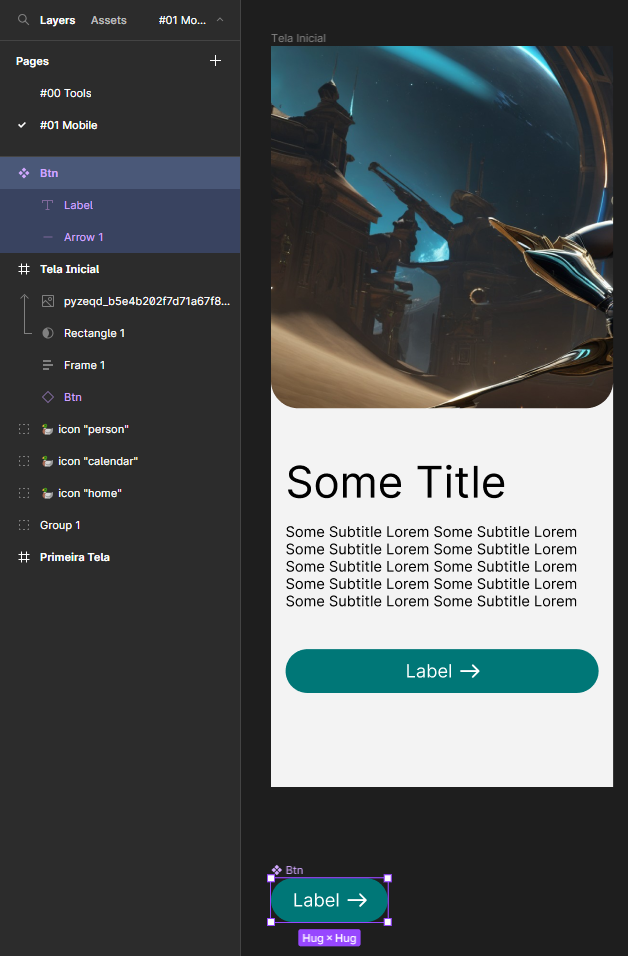 Layers
Assets
#01 Mo...
Pages
#00 Tools
#01 Mobile
Btn
Label
Arrow 1
Tela Inicial
pyzeqd_b5e4b202f7d71a67f8...
Rectangle 1
Frame 1
Btn
icon "person"
icon "calendar"
icon "home"
Group 1
Primeira Tela
Tela Inicial
Some Title
Some Subtitle Lorem Some Subtitle Lorem
Some Subtitle Lorem Some Subtitle Lorem
Some Subtitle Lorem Some Subtitle Lorem
Some Subtitle Lorem Some Subtitle Lorem
Some Subtitle Lorem Some Subtitle Lorem
Label →
Btn
Label →
Hug × Hug